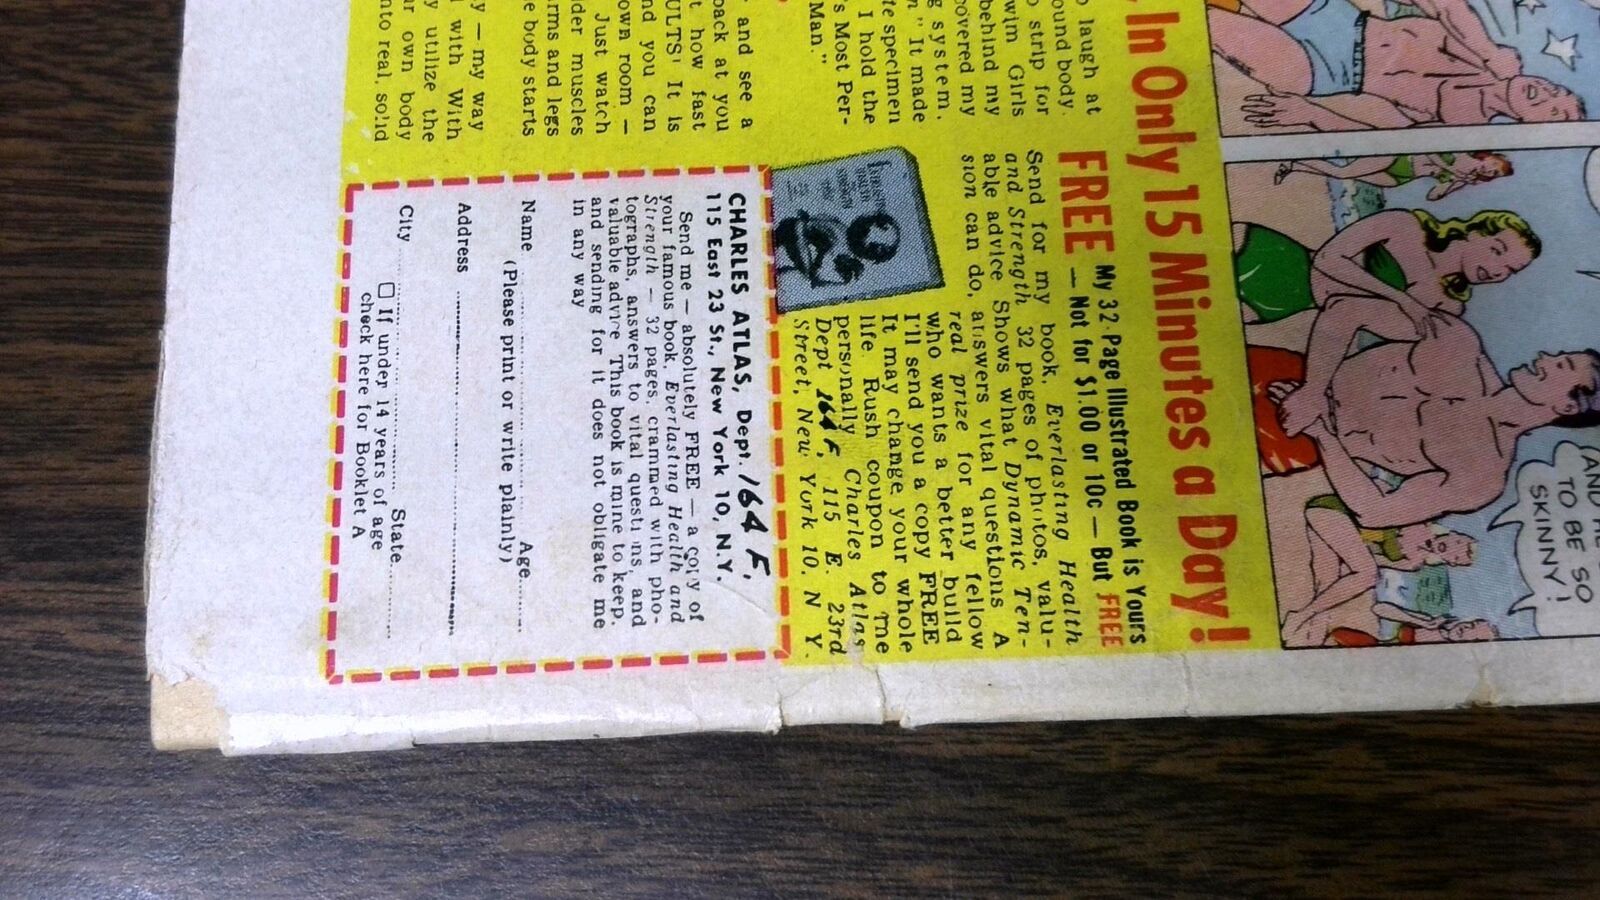 In Only 15 Minutes a Day!
AND
TO BE SO
SKINNY!
laugh at
ound body.
strip for
wim Girls
behind my
covered my
g system.
n." It made
te specimen
I hold the
's Most Per-
Man."
and see a
back at you
t how fast
ULTS! It is
nd you can
own room —
Just watch
lder muscles
rms and legs
e body starts
y — my way
with With
y utilize the
r own body
nto real, solid
FREE My 32-Page Illustrated Book is Yours
— Not for $1.00 or 10c — But FREE
Send for my book, Everlasting Health
and Strength 32 pages of photos, valu-
able advice Shows what Dynamic Ten-
sion can do, answers vital questions A
real prize for any fellow
who wants a better build
I'll send you a copy FREE
It may change your whole
life. Rush coupon to me
personally Charles Atlas
Dept 164F, 115 E. 23rd
Street, New York 10, N Y.
CHARLES ATLAS, Dept. 164F,
115 East 23 St., New York 10, N.Y.
Send me — absolutely FREE — a copy of
your famous book, Everlasting Health and
Strength — 32 pages, crammed with pho-
tographs, answers to vital questions, and
valuable advice This book is mine to keep,
and sending for it does not obligate me
in any way
Name Age
(Please print or write plainly)
Address
City State
If under 14 years of age
check here for Booklet A